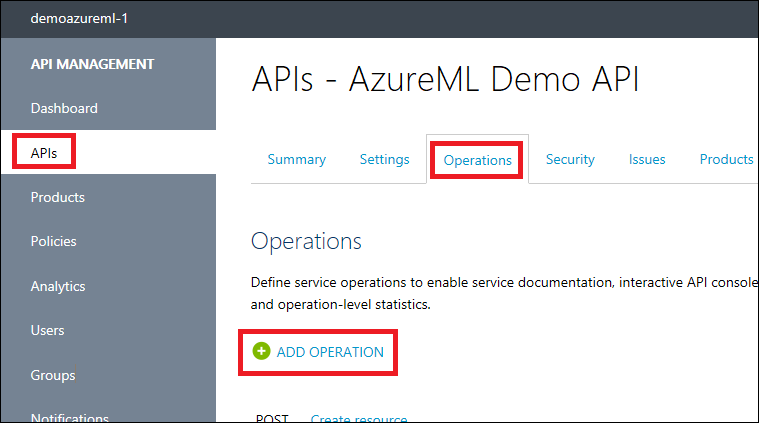 demoazureml-1
API MANAGEMENT
Dashboard
APIs
Products
Policies
Analytics
Users
Groups
Notifications
APIs - AzureML Demo API
Summary Settings Operations Security Issues Products
Operations
Define service operations to enable service documentation, interactive API console
and operation-level statistics.
ADD OPERATION
POST Create resource